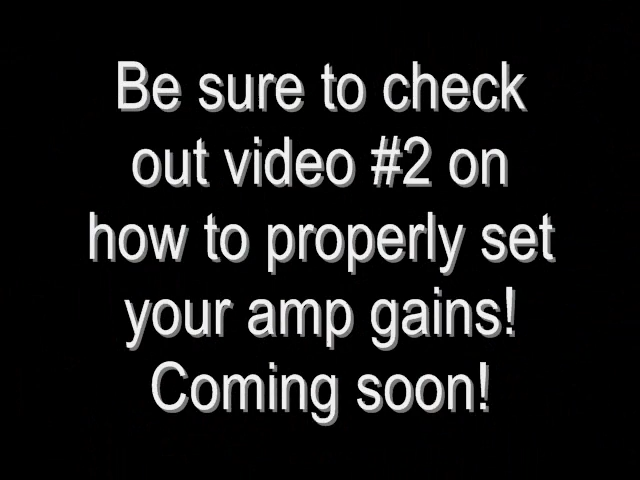 Be sure to check
out video #2 on
how to properly set
your amp gains!
Coming soon!